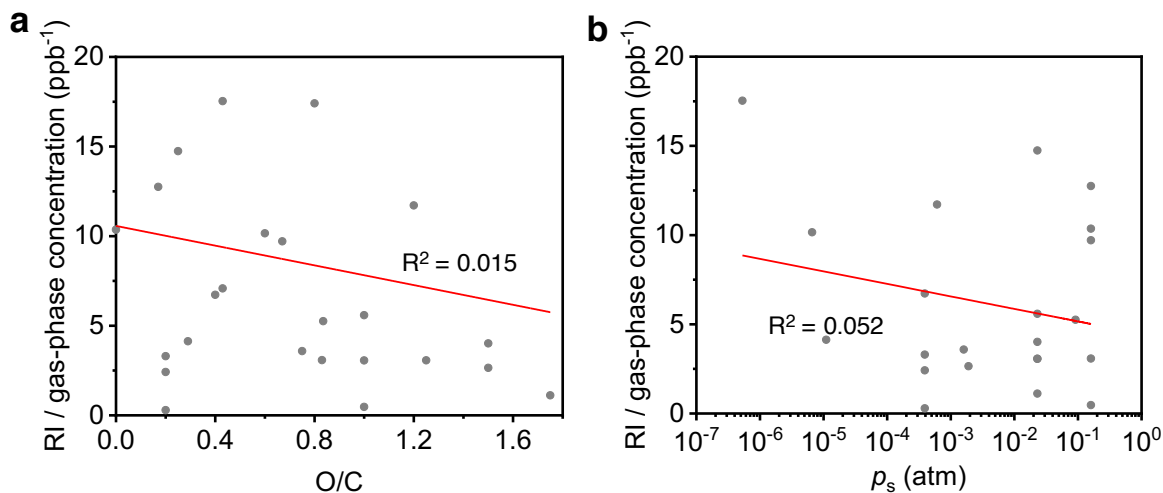 a
RI / gas-phase concentration (ppb⁻¹)
20
15
10
5
0
0.0 0.4 0.8 1.2 1.6
O/C
R² = 0.015
b
RI / gas-phase concentration (ppb⁻¹)
20
15
10
5
0
10⁻⁷ 10⁻⁶ 10⁻⁵ 10⁻⁴ 10⁻³ 10⁻² 10⁻¹ 10⁰
pₛ (atm)
R² = 0.052